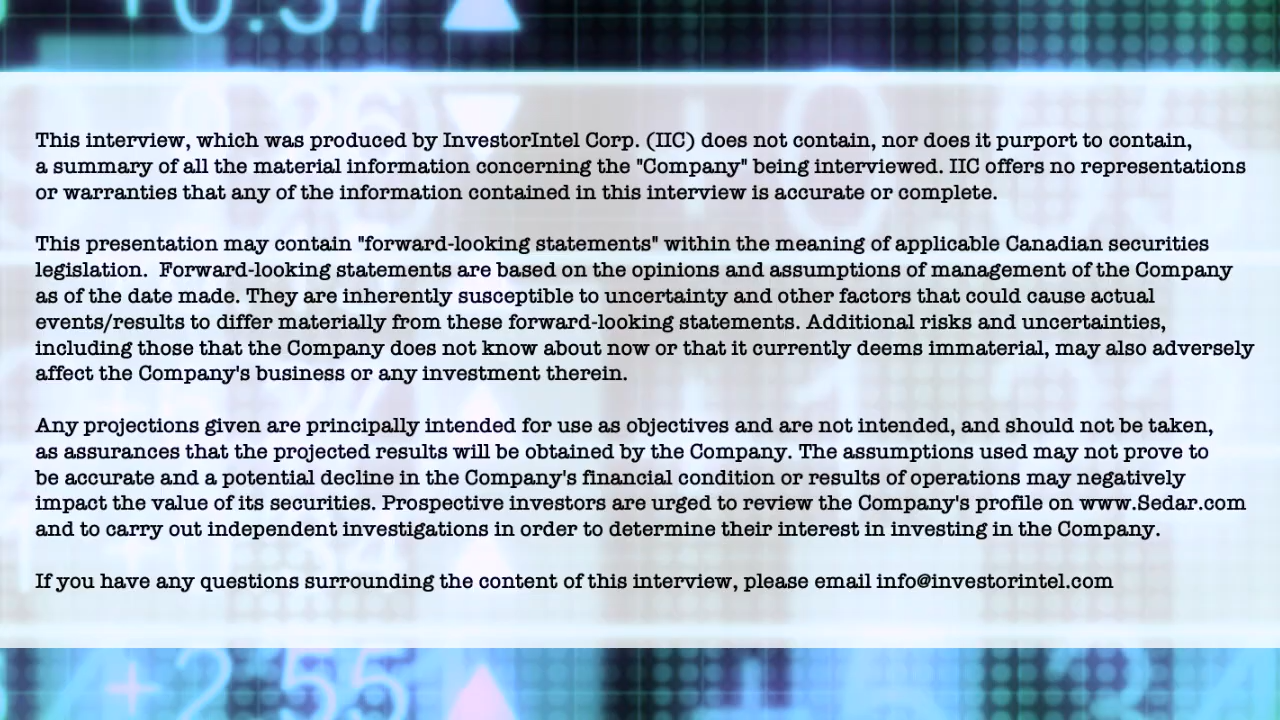 +0.37
This interview, which was produced by InvestorIntel Corp. (IIC) does not contain, nor does it purport to contain,
a summary of all the material information concerning the "Company" being interviewed. IIC offers no representations
or warranties that any of the information contained in this interview is accurate or complete.
This presentation may contain "forward-looking statements" within the meaning of applicable Canadian securities
legislation.  Forward-looking statements are based on the opinions and assumptions of management of the Company
as of the date made. They are inherently susceptible to uncertainty and other factors that could cause actual
events/results to differ materially from these forward-looking statements. Additional risks and uncertainties,
including those that the Company does not know about now or that it currently deems immaterial, may also adversely
affect the Company's business or any investment therein.
Any projections given are principally intended for use as objectives and are not intended, and should not be taken,
as assurances that the projected results will be obtained by the Company. The assumptions used may not prove to
be accurate and a potential decline in the Company's financial condition or results of operations may negatively
impact the value of its securities. Prospective investors are urged to review the Company's profile on www.Sedar.com
and to carry out independent investigations in order to determine their interest in investing in the Company.
If you have any questions surrounding the content of this interview, please email info@investorintel.com
+2.55